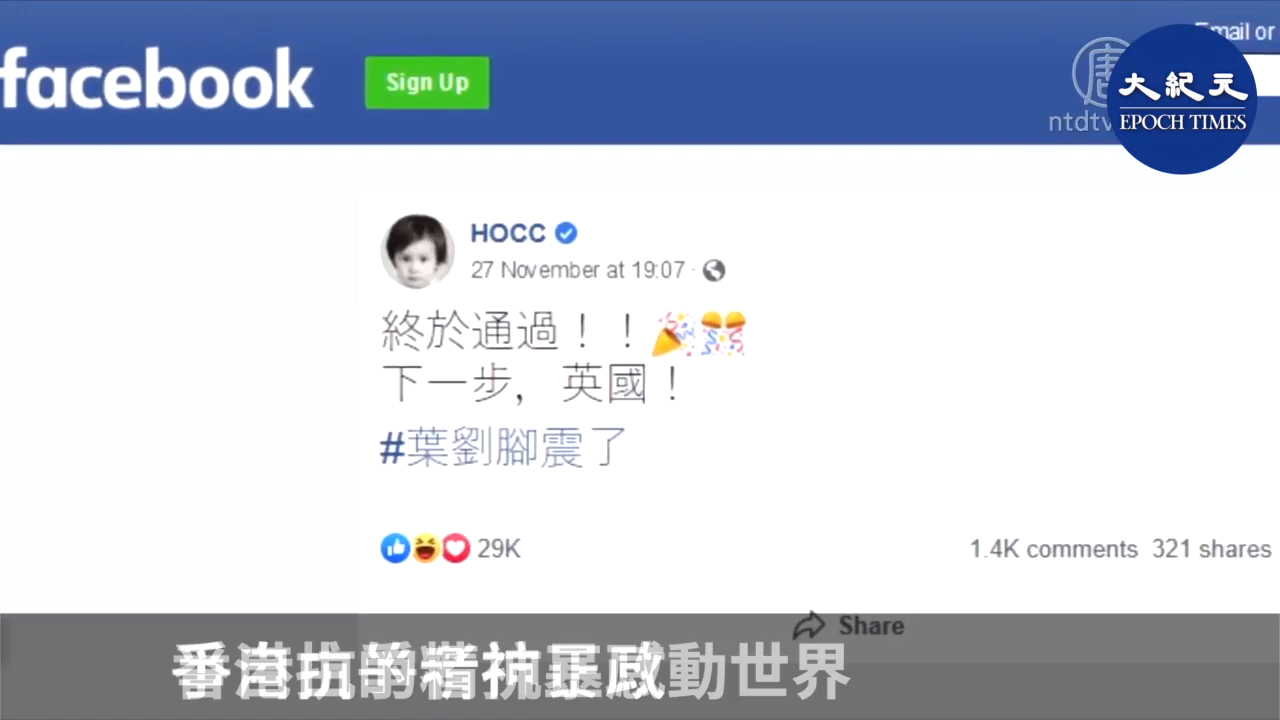 facebook
Sign Up
Email or
ntdtv
大紀元
EPOCH TIMES
HOCC
27 November at 19:07
終於通過！！
下一步，英國！
#葉劉腳震了
29K
1.4K comments 321 shares
Share
動世界